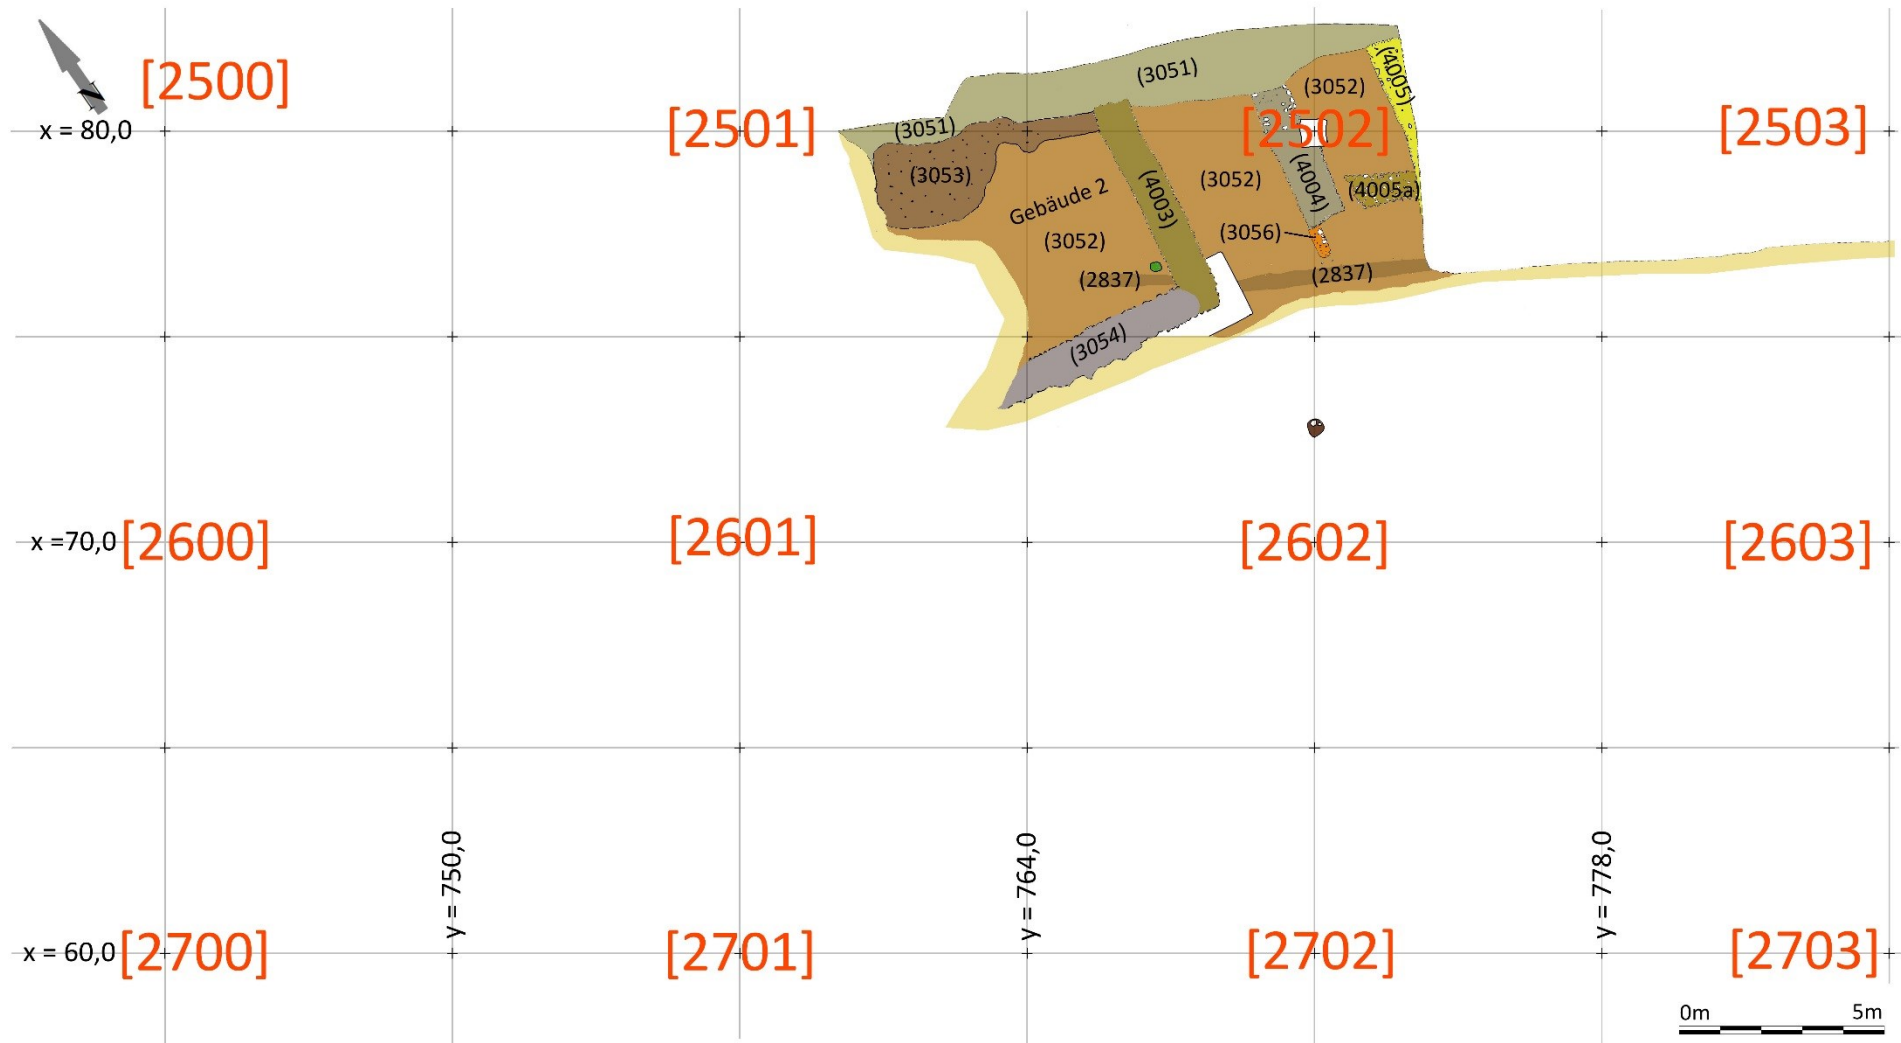 [2500]
x = 80,0
[2501]
[2502]
[2503]
(3051)
(3051)
(3052)
(4005)
(3053)
Gebäude 2
(3052)
(4003)
(3052)
(4004)
(4005a)
(3056)
(2837)
(2837)
(3054)
x =70,0
[2600]
[2601]
[2602]
[2603]
y = 750,0
y = 764,0
y = 778,0
x = 60,0
[2700]
[2701]
[2702]
[2703]
0m 5m